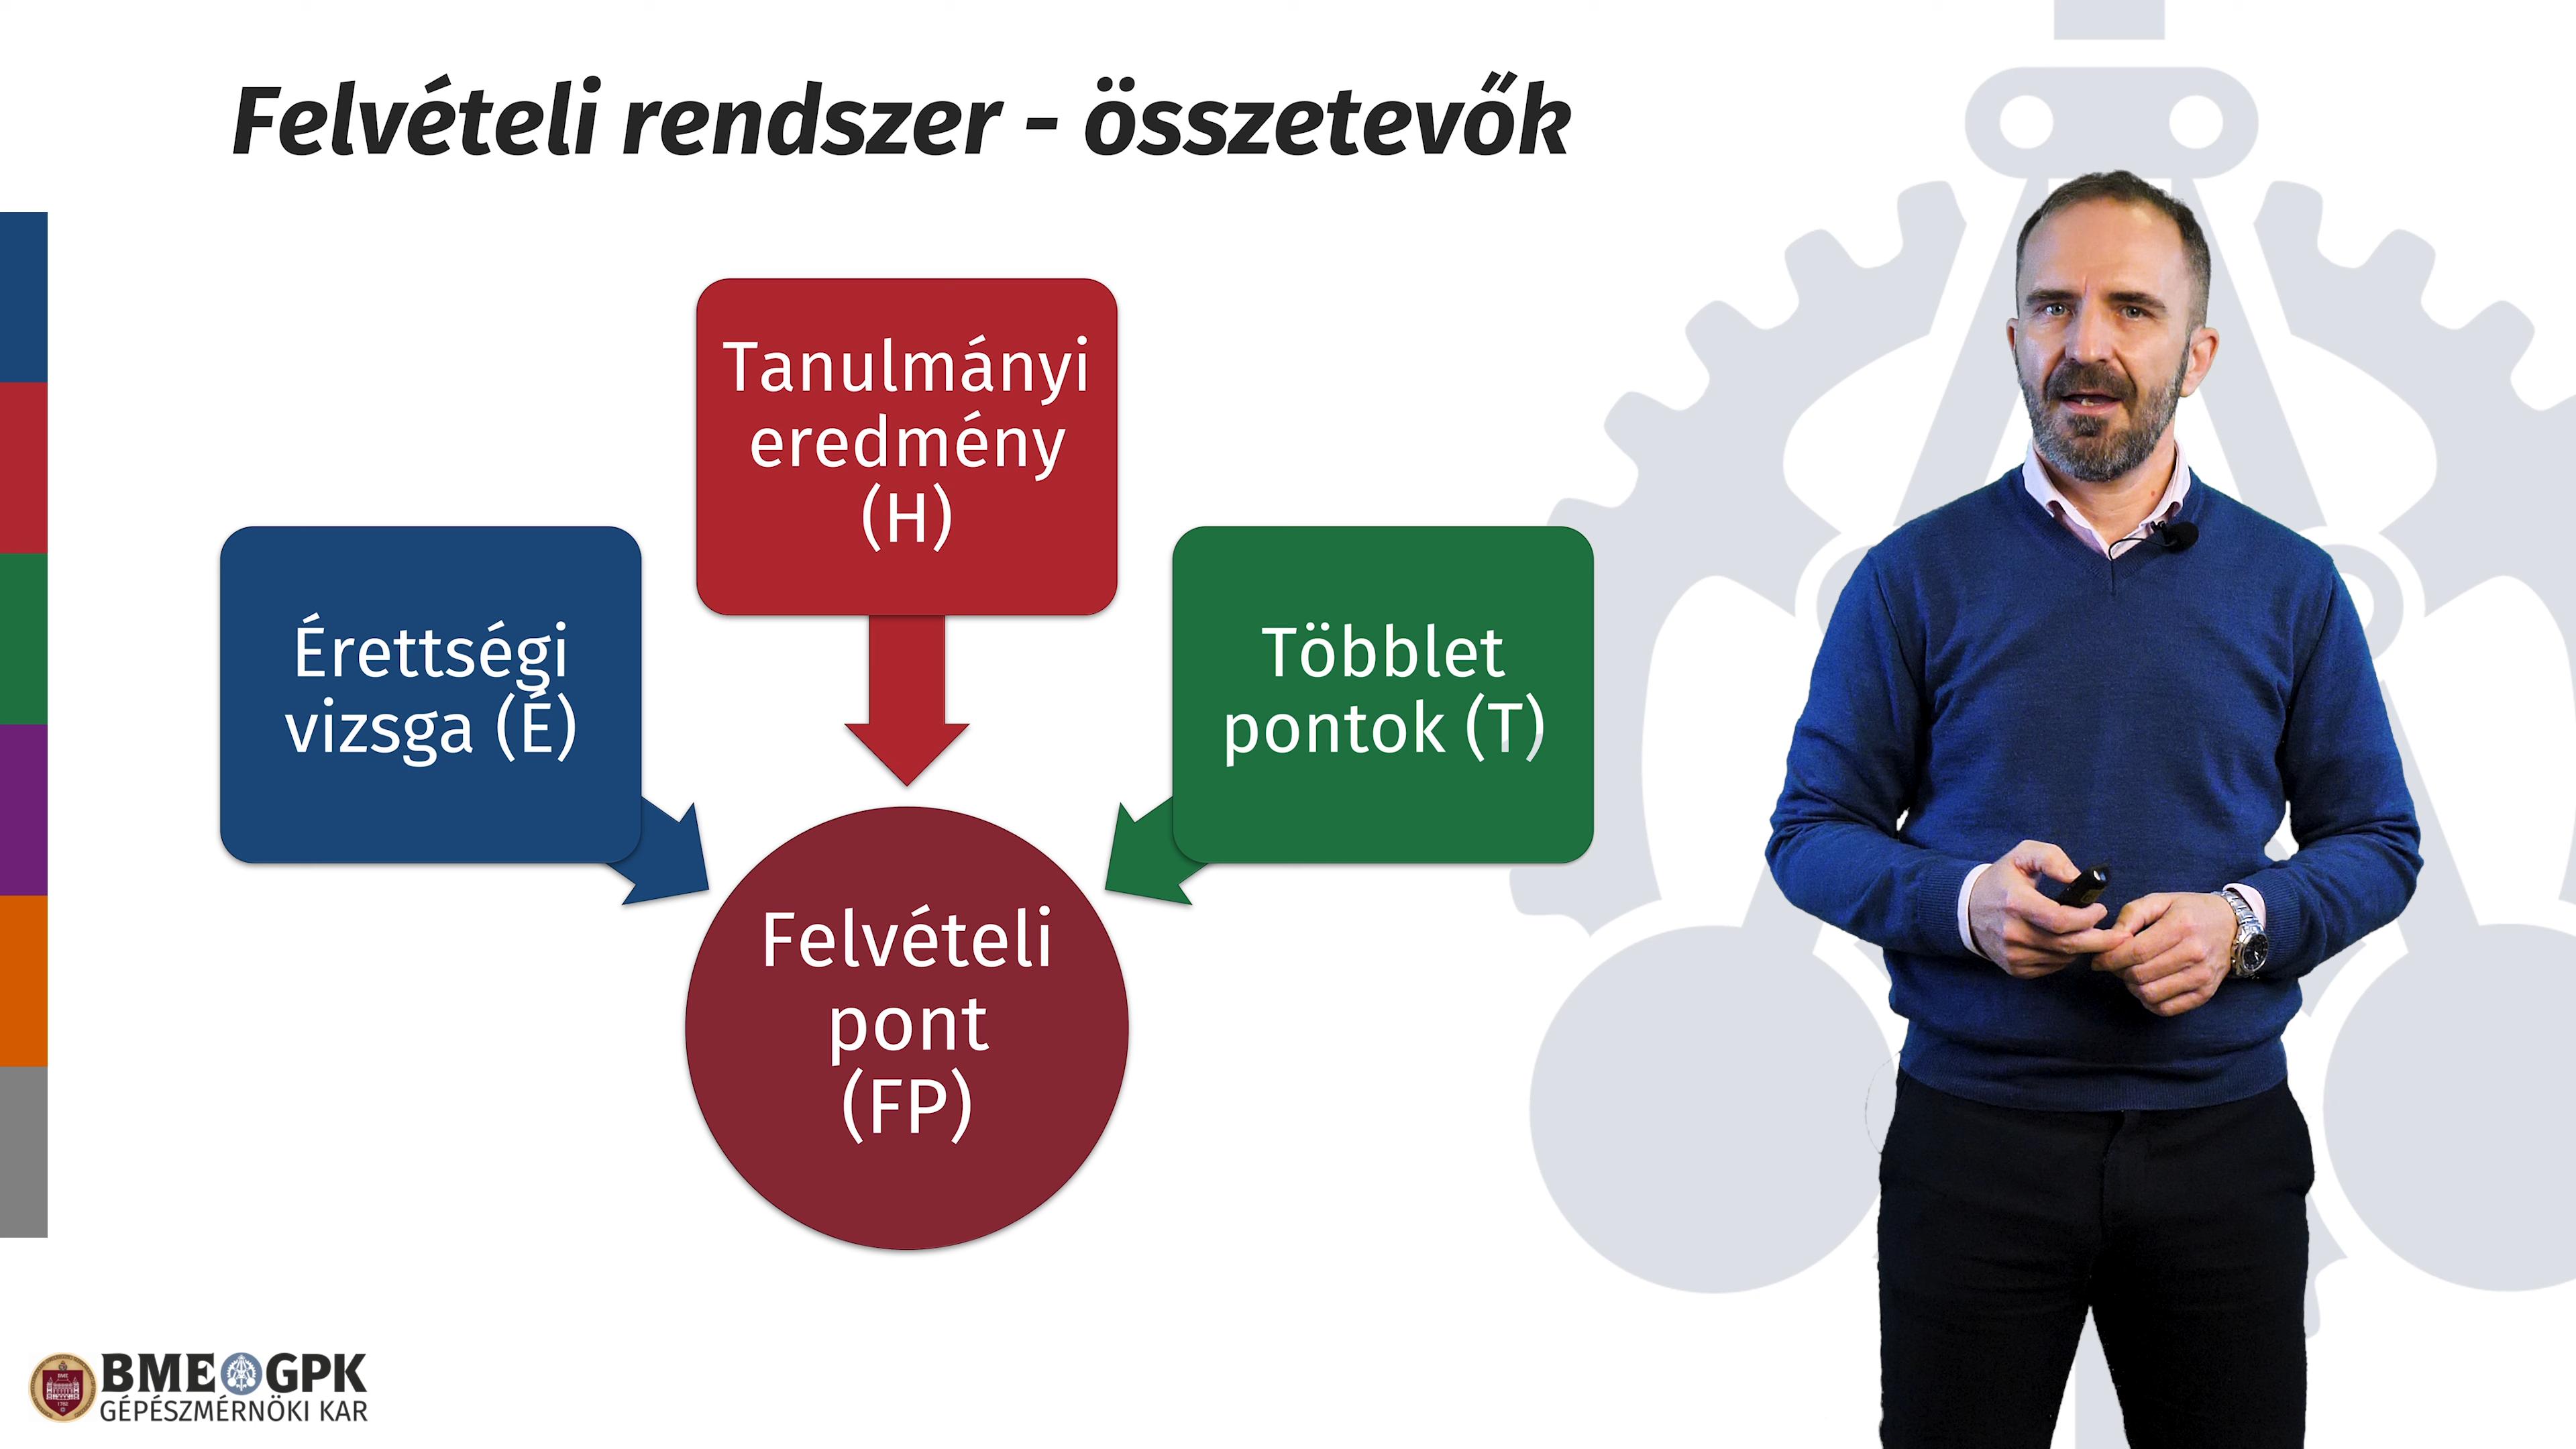 Felvételi rendszer - összetevők
Tanulmányi
eredmény
(H)
Érettségi
vizsga (É)
Többlet
pontok (T)
Felvételi
pont
(FP)
BME GPK
GÉPÉSZMÉRNÖKI KAR